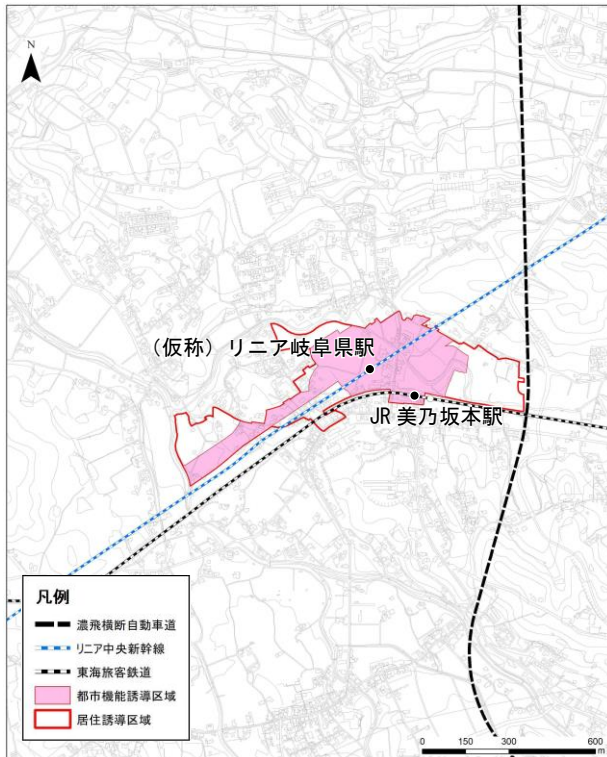 N
（仮称）リニア岐阜県駅
JR 美乃坂本駅
凡例
濃飛横断自動車道
リニア中央新幹線
東海旅客鉄道
都市機能誘導区域
居住誘導区域
0 150 300 600
m